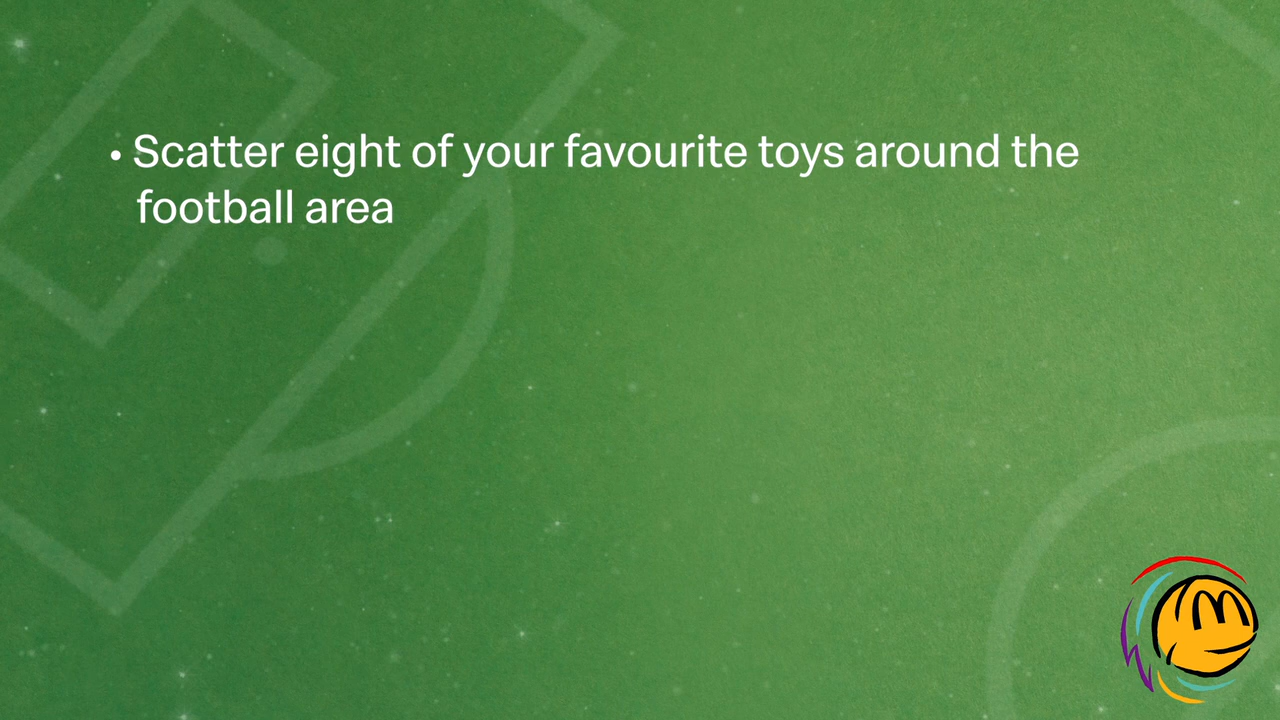 • Scatter eight of your favourite toys around the
football area